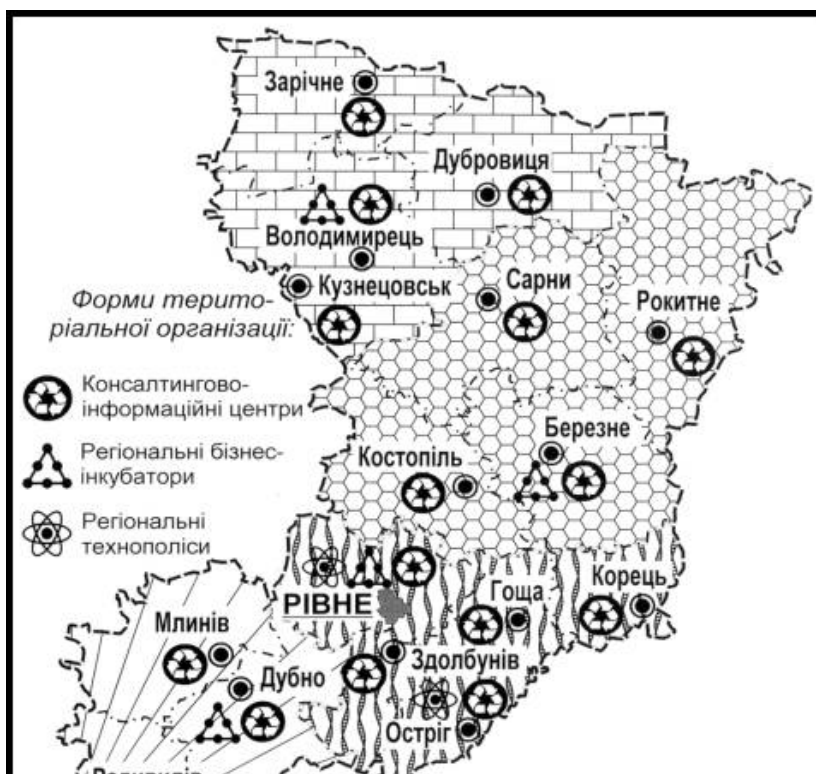 Зарічне
Дубровиця
Володимирець
Кузнецовськ
Сарни
Форми терито-
ріальної організації:
Рокитне
Консалтингово-
інформаційні центри
Березне
Регіональні бізнес-
інкубатори
Костопіль
Регіональні
технополіси
Гоща
Корець
РІВНЕ
Млинів
Здолбунів
Дубно
Остріг